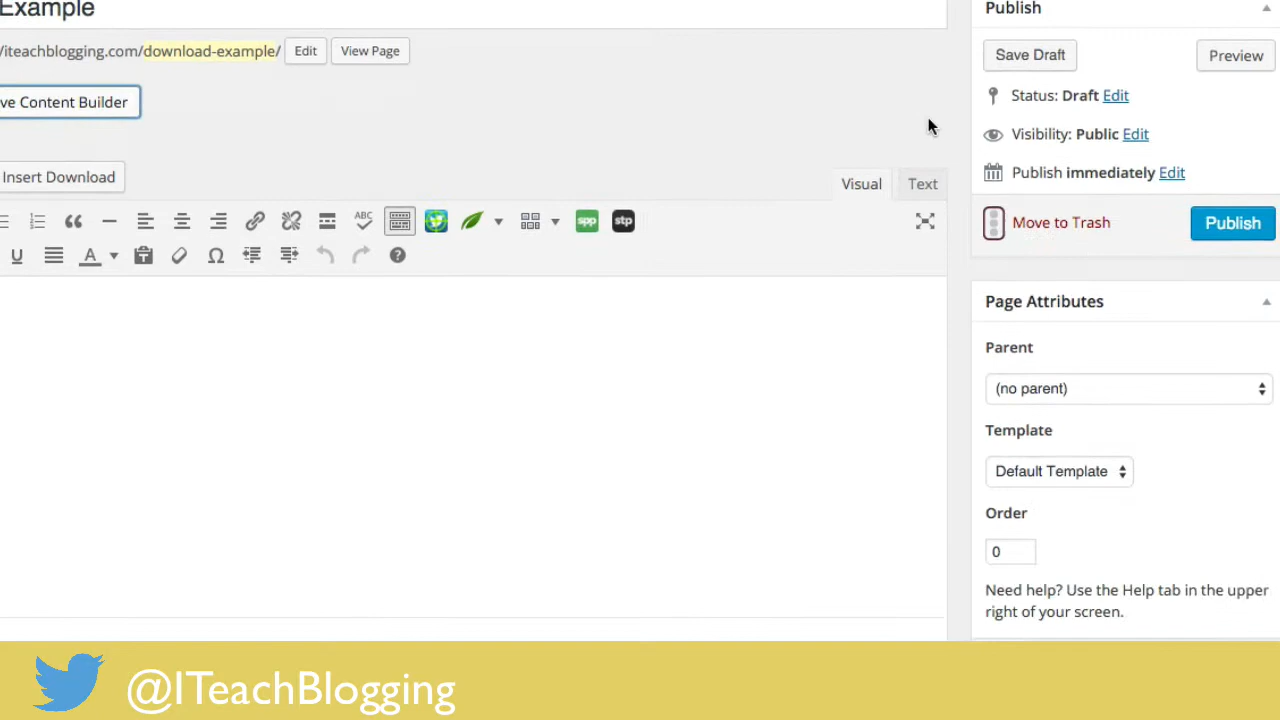 Example
Publish
/iteachblogging.com/download-example/ Edit View Page
Save Draft Preview
ve Content Builder
Status: Draft Edit
Visibility: Public Edit
Insert Download
Publish immediately Edit
Visual Text
ABC
spp stp
Move to Trash Publish
U A Ω ?
Page Attributes
Parent
(no parent)
Template
Default Template
Order
0
Need help? Use the Help tab in the upper
right of your screen.
@ITeachBlogging